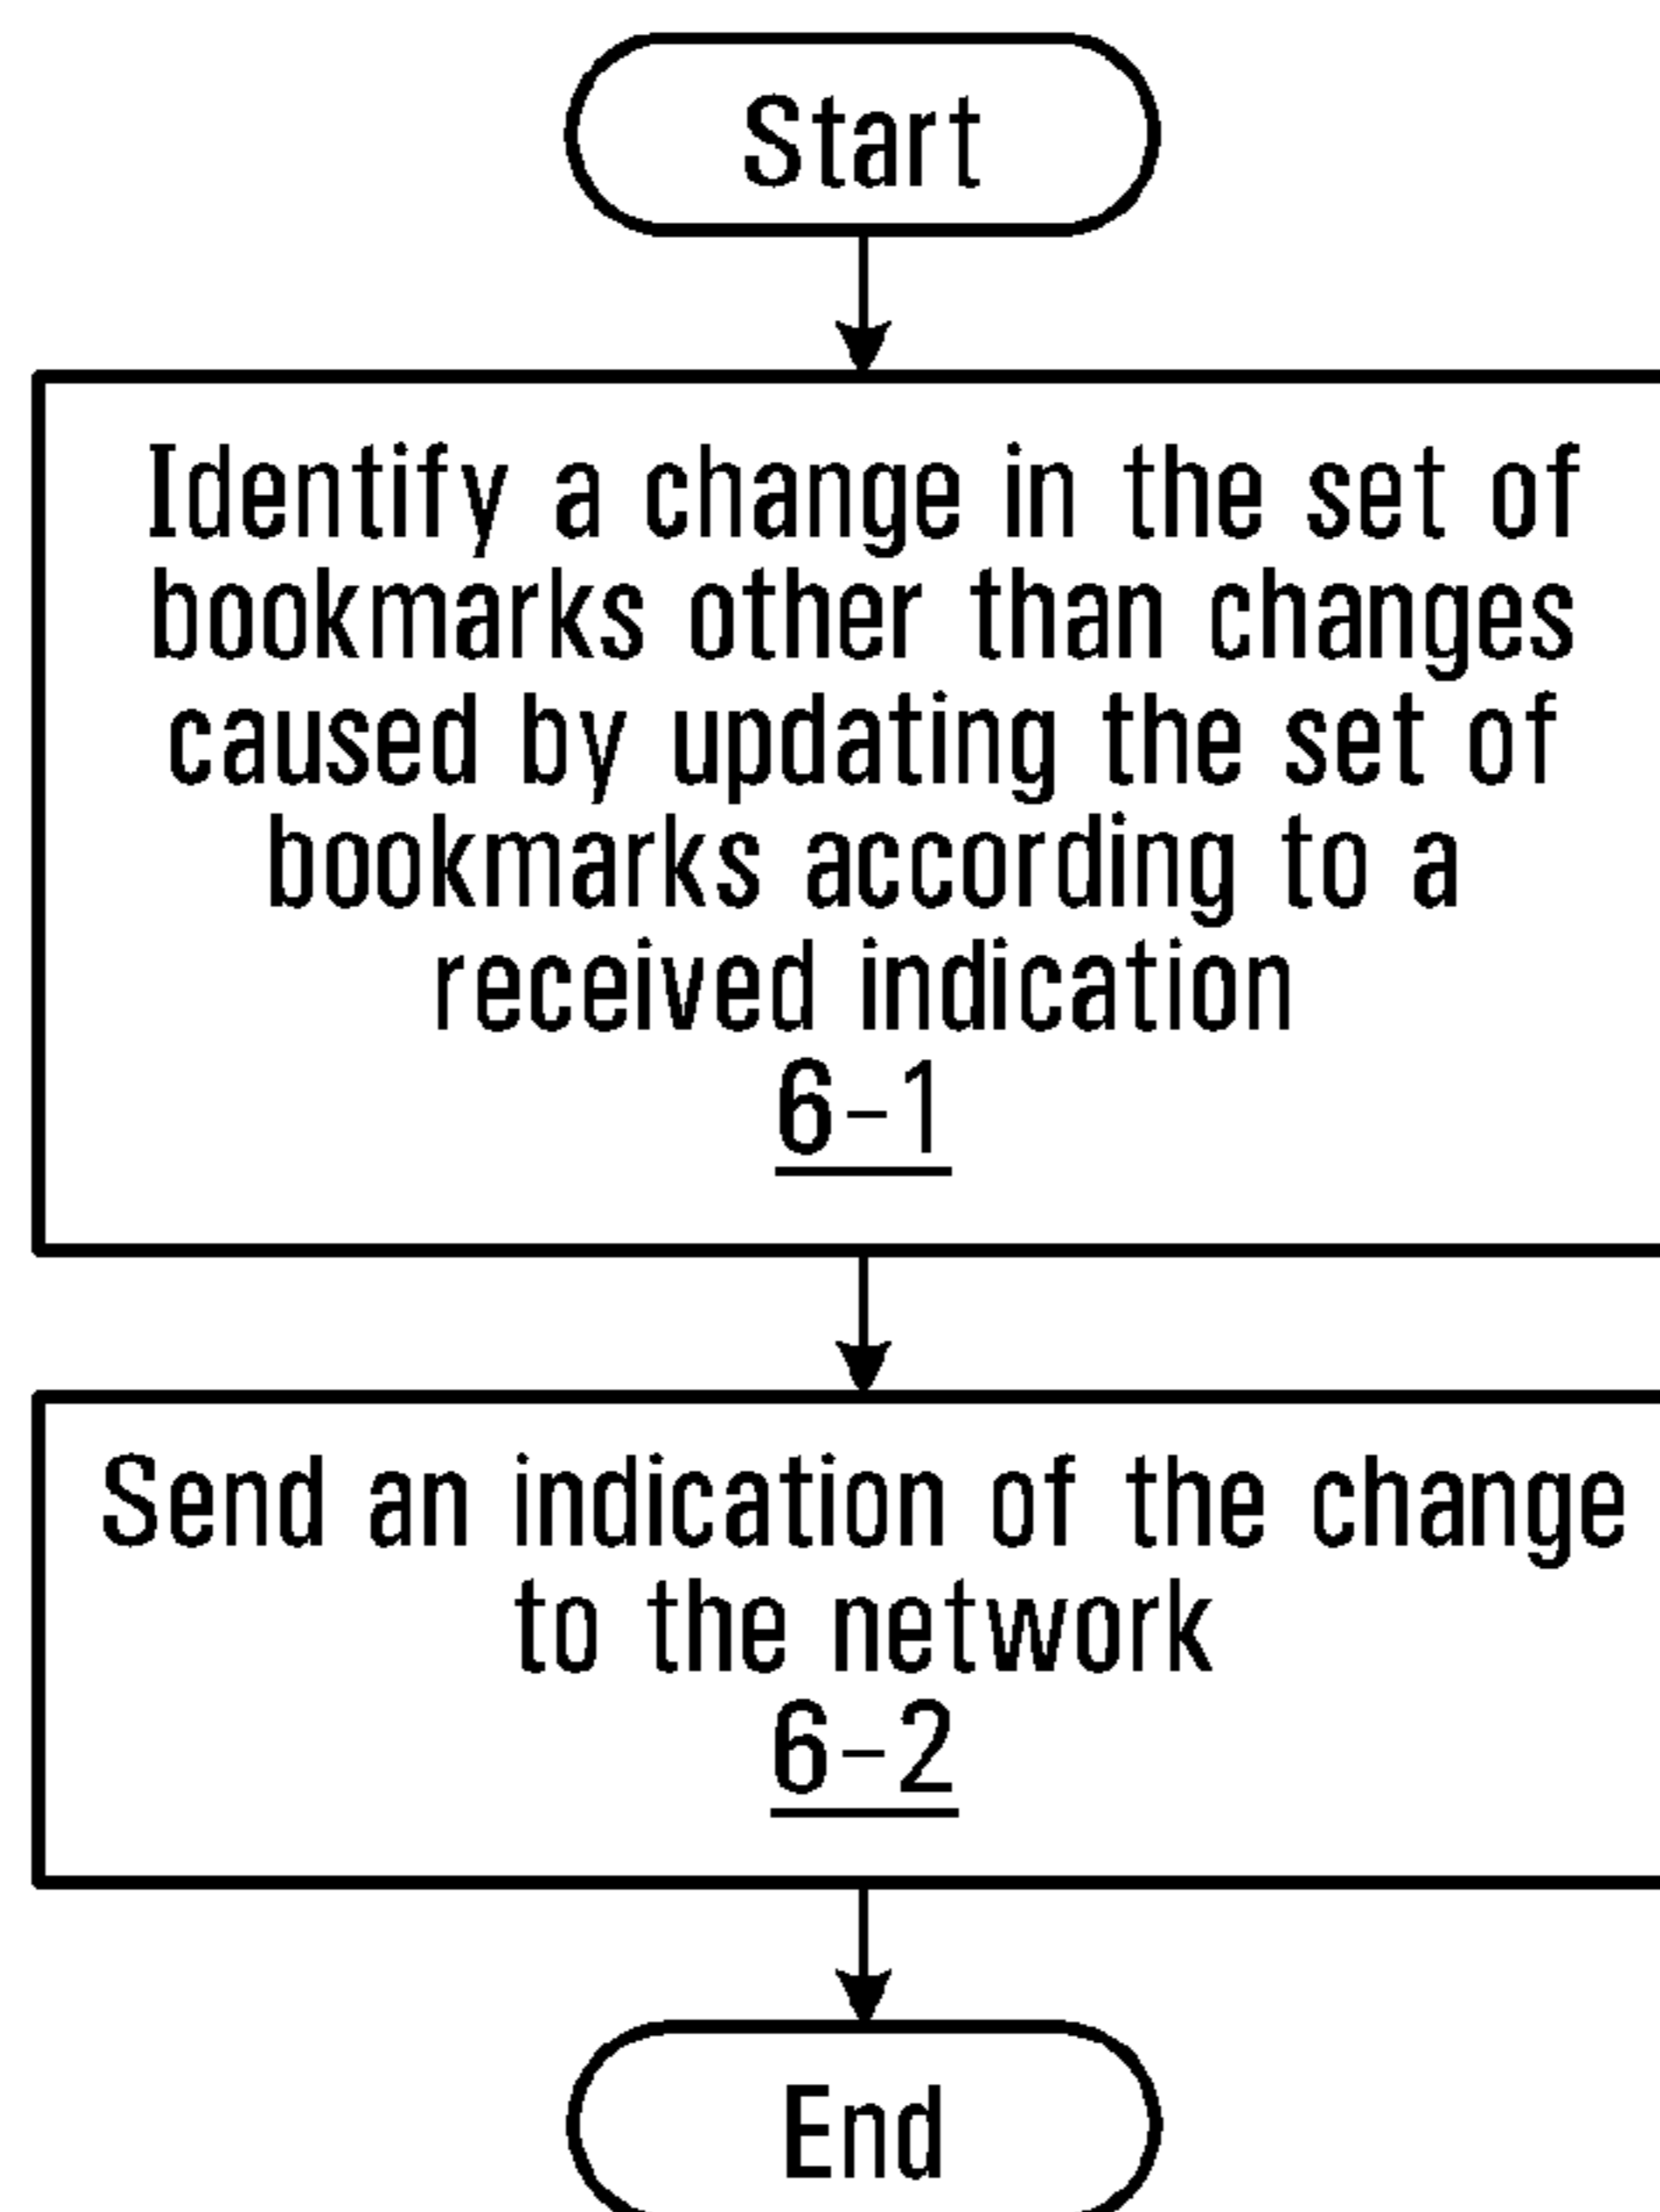 Start
Identify a change in the set of
bookmarks other than changes
caused by updating the set of
bookmarks according to a
received indication
6-1
Send an indication of the change
to the network
6-2
End